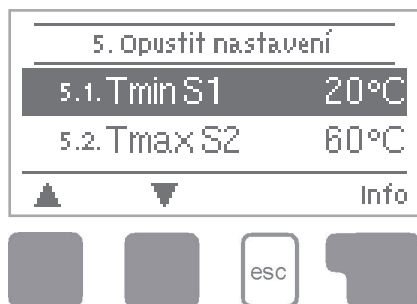 5. Opustit nastavení
5.1. Tmin S1 20°C
5.2. Tmax S2 60°C
Info
esc